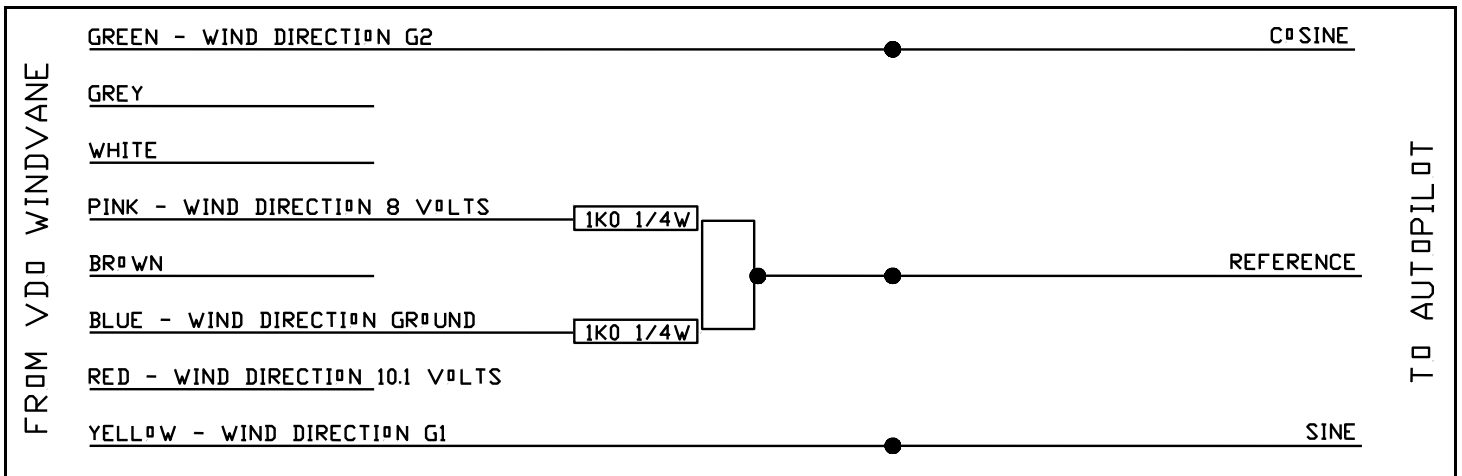 FROM VDO WINDVANE
GREEN - WIND DIRECTION G2
COSINE
GREY
WHITE
PINK - WIND DIRECTION 8 VOLTS
1K0 1/4W
BROWN
REFERENCE
BLUE - WIND DIRECTION GROUND
1K0 1/4W
RED - WIND DIRECTION 10.1 VOLTS
YELLOW - WIND DIRECTION G1
SINE
TO AUTOPILOT